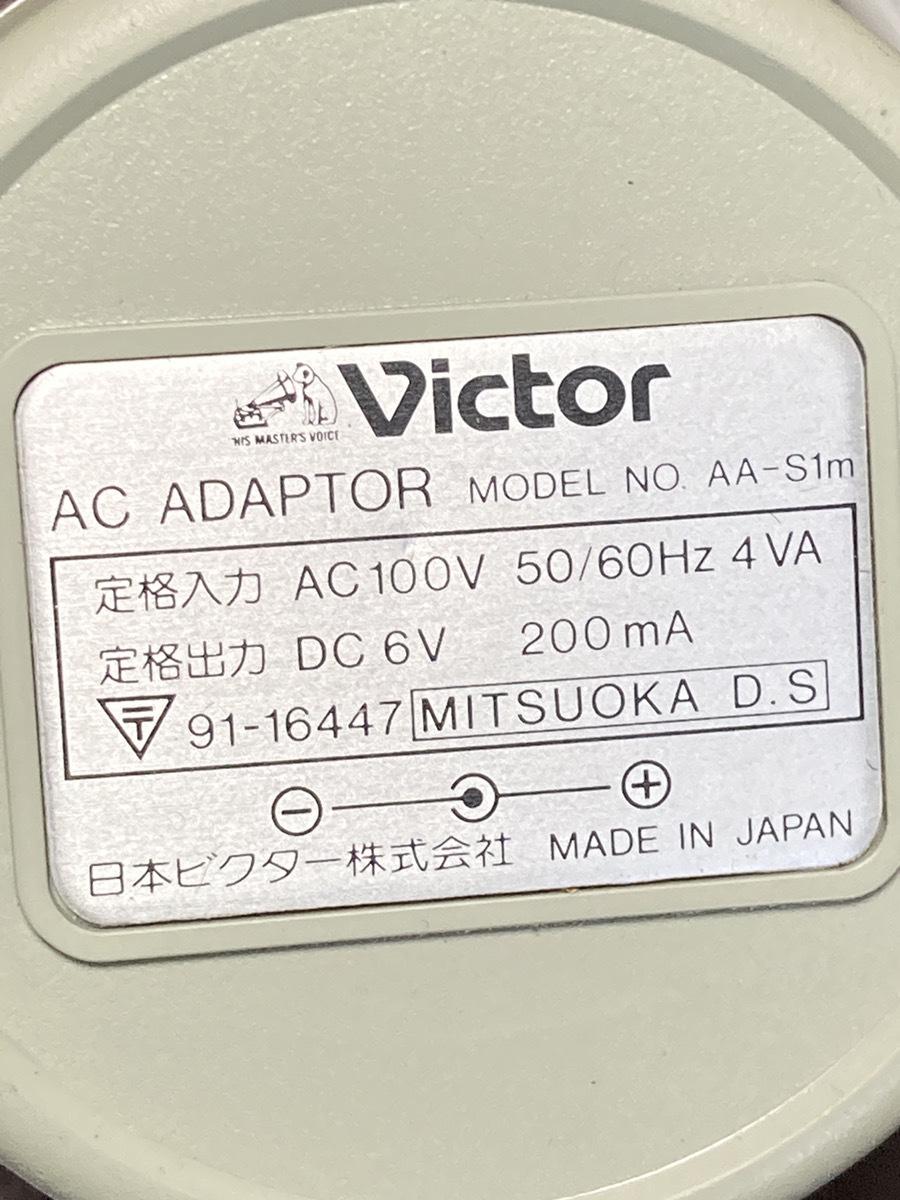 Victor
"HIS MASTER'S VOICE"
AC ADAPTOR MODEL NO. AA-S1m
定格入力 AC100V 50/60Hz 4VA
定格出力 DC 6V 200mA
T 91-16447 MITSUOKA D.S
日本ビクター株式会社 MADE IN JAPAN